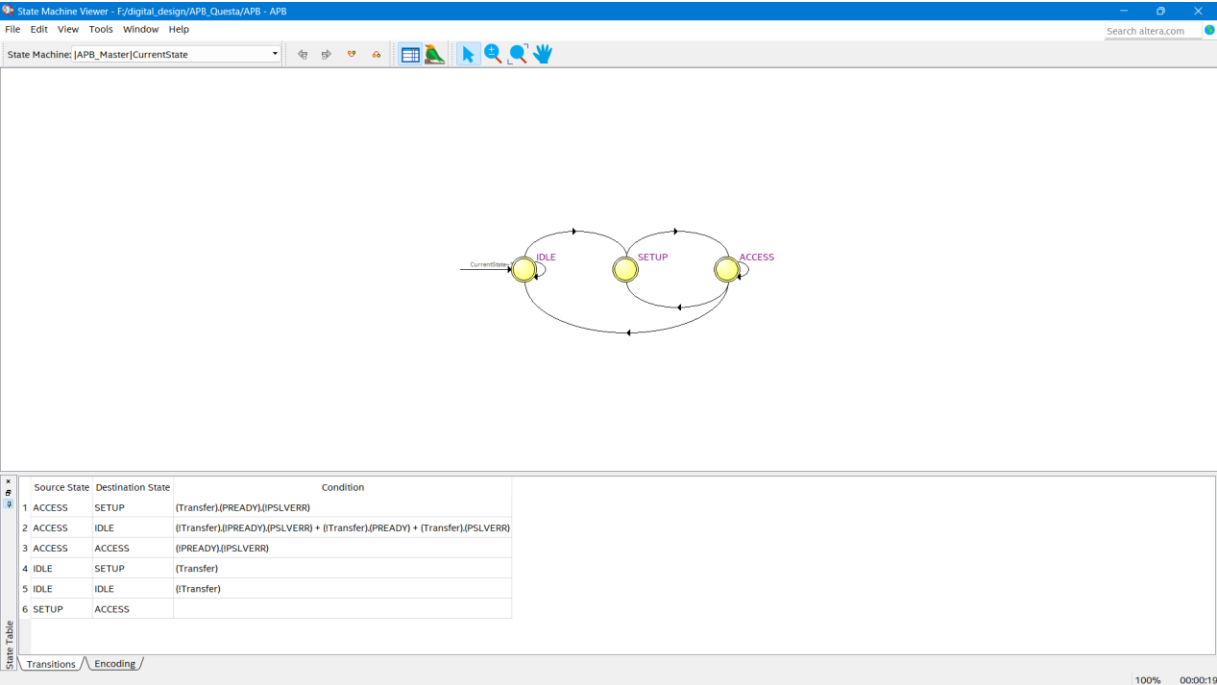 State Machine Viewer - F:/digital_design/APB_Questa/APB - APB
File Edit View Tools Window Help
Search altera.com
State Machine: |APB_Master|CurrentState
IDLE SETUP ACCESS
Source State Destination State Condition
1 ACCESS SETUP (Transfer).(PREADY).(!PSLVERR)
2 ACCESS IDLE (!Transfer).(!PREADY).(PSLVERR) + (!Transfer).(PREADY) + (Transfer).(PSLVERR)
3 ACCESS ACCESS (!PREADY).(!PSLVERR)
4 IDLE SETUP (Transfer)
5 IDLE IDLE (!Transfer)
6 SETUP ACCESS
State Table
Transitions Encoding
100% 00:00:19